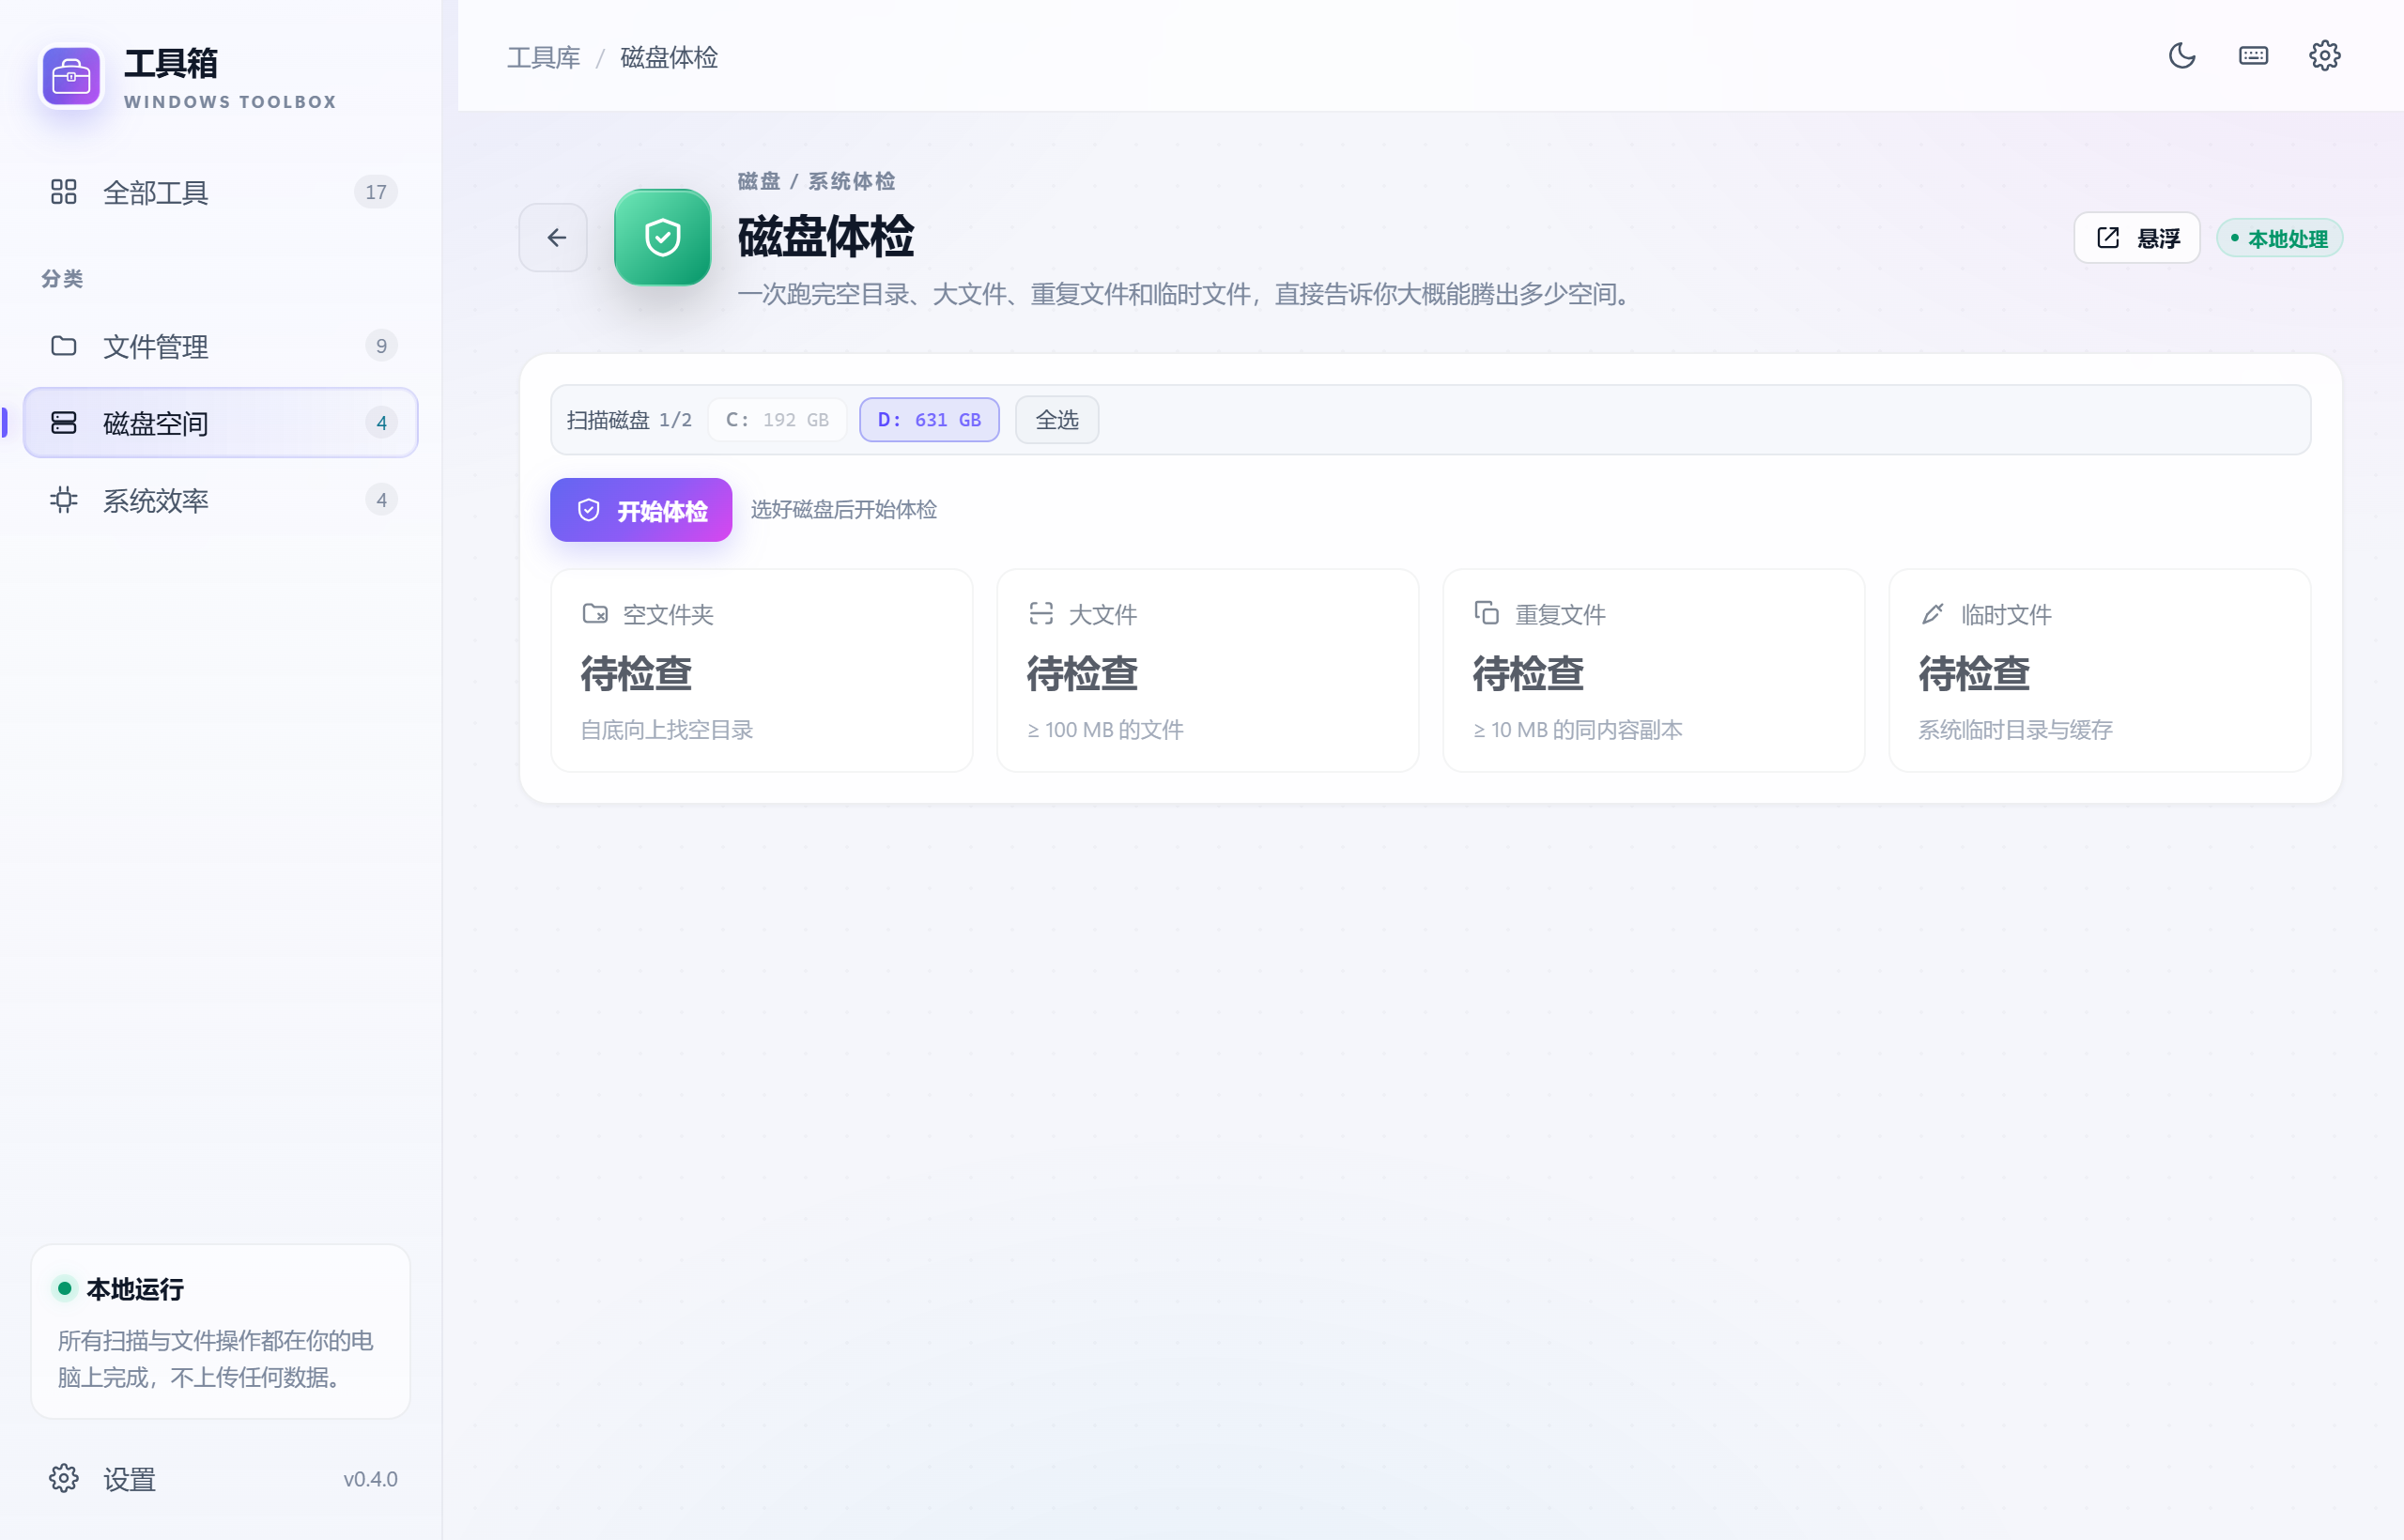 工具箱
WINDOWS TOOLBOX
全部工具 17
分类
文件管理 9
磁盘空间 4
系统效率 4
本地运行
所有扫描与文件操作都在你的电
脑上完成，不上传任何数据。
设置 v0.4.0
工具库 / 磁盘体检
磁盘 / 系统体检
磁盘体检
一次跑完空目录、大文件、重复文件和临时文件，直接告诉你大概能腾出多少空间。
悬浮 本地处理
扫描磁盘 1/2 C: 192 GB D: 631 GB 全选
开始体检 选好磁盘后开始体检
空文件夹
待检查
自底向上找空目录
大文件
待检查
≥ 100 MB 的文件
重复文件
待检查
≥ 10 MB 的同内容副本
临时文件
待检查
系统临时目录与缓存